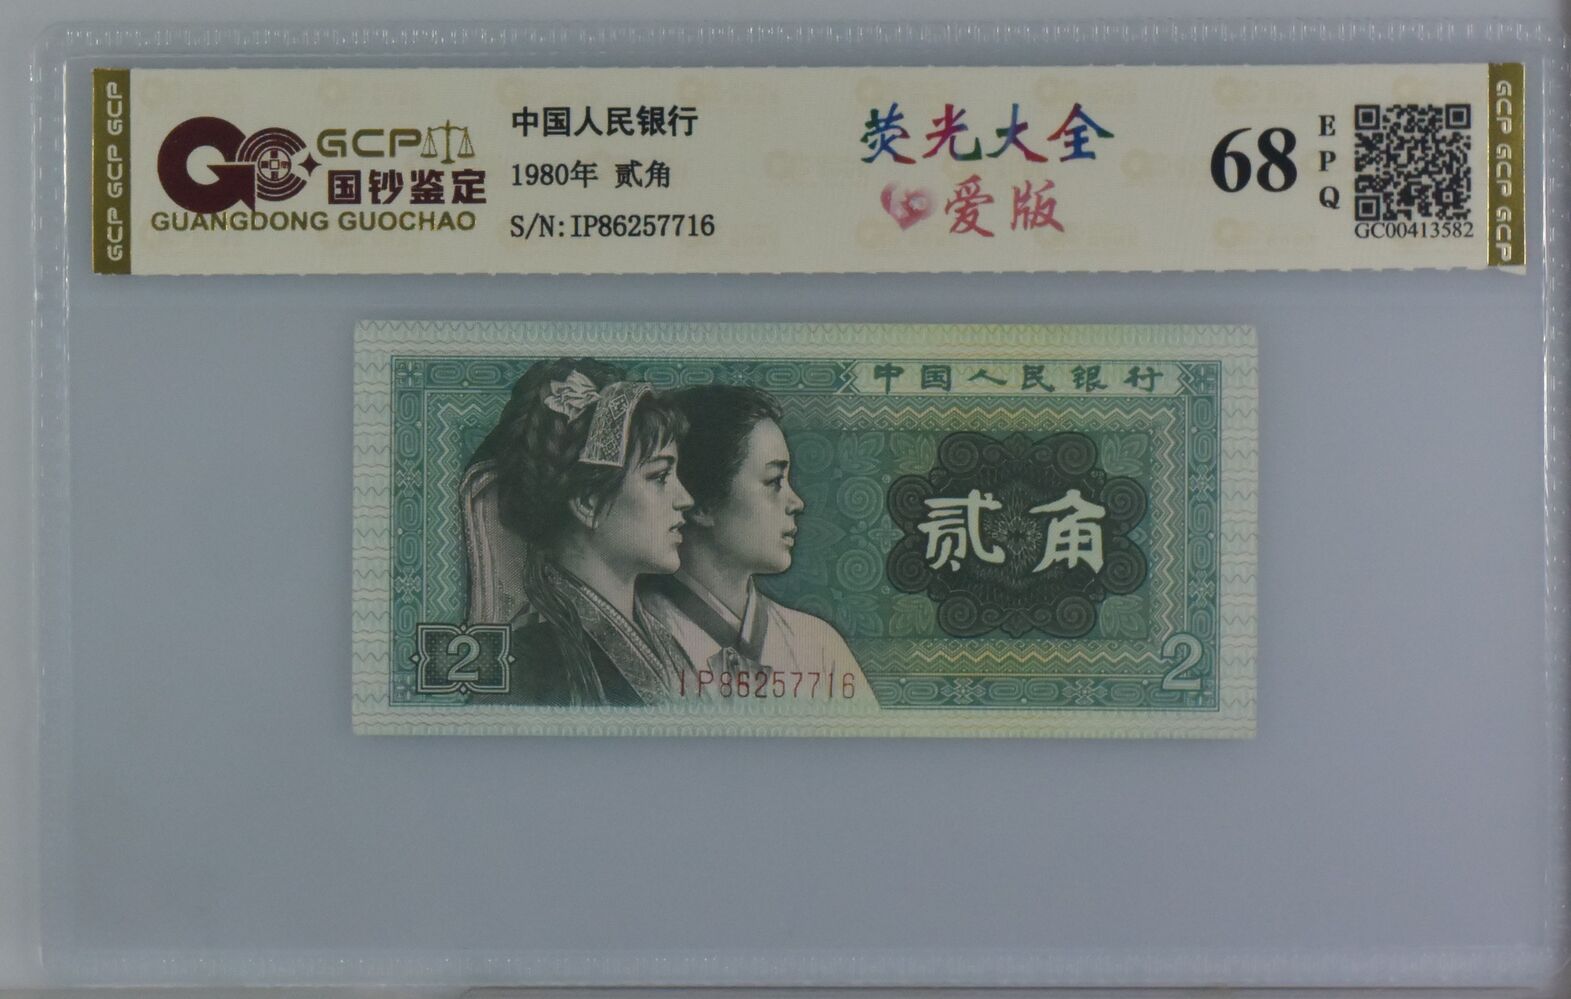 GCP GCP GCP
GCP
国钞鉴定
GUANGDONG GUOCHAO
中国人民银行
1980年 贰角
S/N:IP86257716
荧光大全
爱版
68
EPQ
GC00413582
GCP GCP GCP
中国人民银行
贰角
2
IP86257716
2